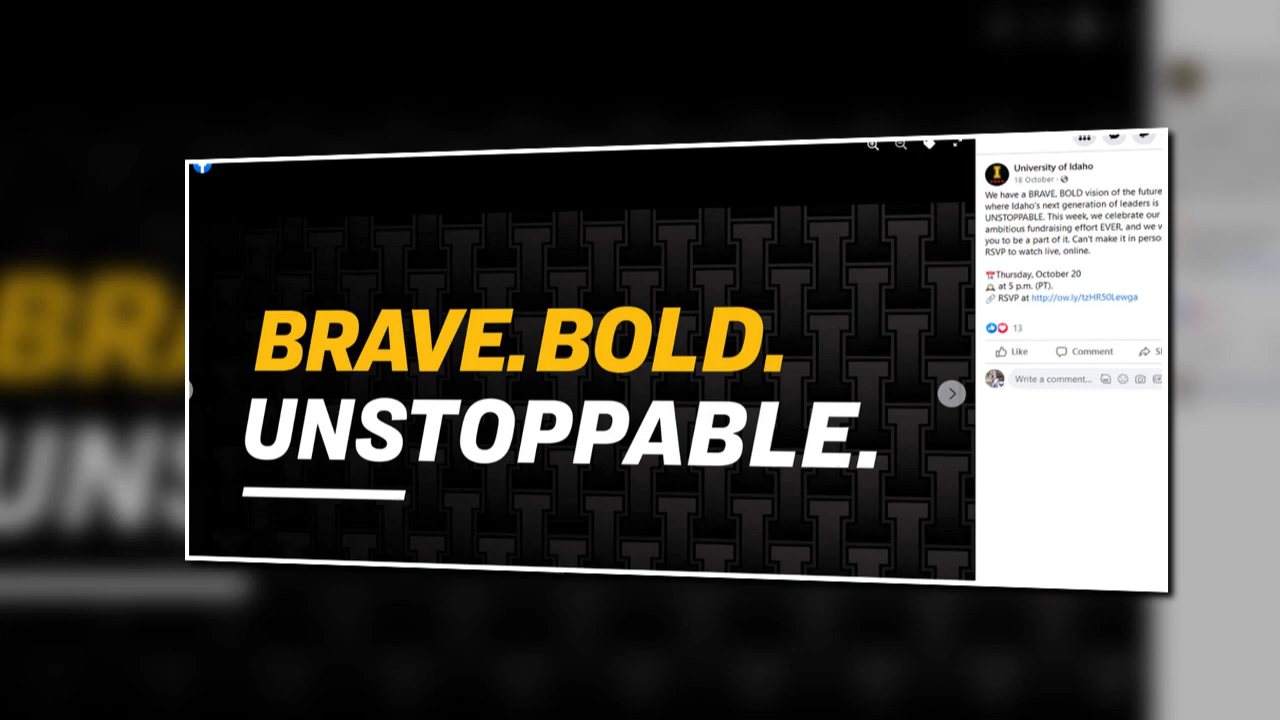 BRAVE. BOLD.
UNSTOPPABLE.
University of Idaho
18 October
We have a BRAVE, BOLD vision of the future
where Idaho's next generation of leaders is
UNSTOPPABLE. This week, we celebrate our
ambitious fundraising effort EVER, and we w
you to be a part of it. Can't make it in perso
RSVP to watch live, online.
Thursday, October 20
at 5 p.m. (PT).
RSVP at http://ow.ly/tzHR50Lewga
13
Like Comment
Write a comment...